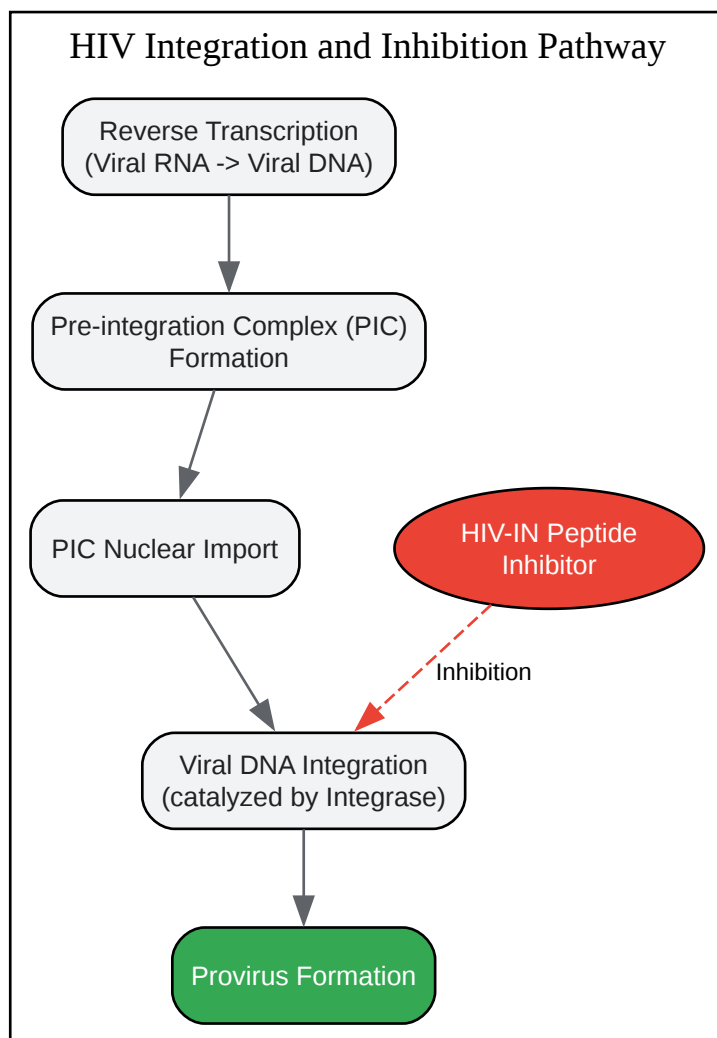 HIV Integration and Inhibition Pathway
Reverse Transcription
(Viral RNA -> Viral DNA)
Pre-integration Complex (PIC)
Formation
PIC Nuclear Import
HIV-IN Peptide
Inhibitor
Inhibition
Viral DNA Integration
(catalyzed by Integrase)
Provirus Formation